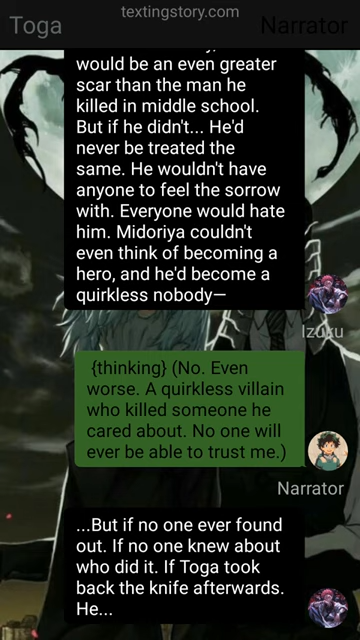 textingstory.com
Toga
Narrator
would be an even greater
scar than the man he
killed in middle school.
But if he didn't... He'd
never be treated the
same. He wouldn't have
anyone to feel the sorrow
with. Everyone would hate
him. Midoriya couldn't
even think of becoming a
hero, and he'd become a
quirkless nobody—
Izuku
{thinking} (No. Even
worse. A quirkless villain
who killed someone he
cared about. No one will
ever be able to trust me.)
Narrator
...But if no one ever found
out. If no one knew about
who did it. If Toga took
back the knife afterwards.
He...